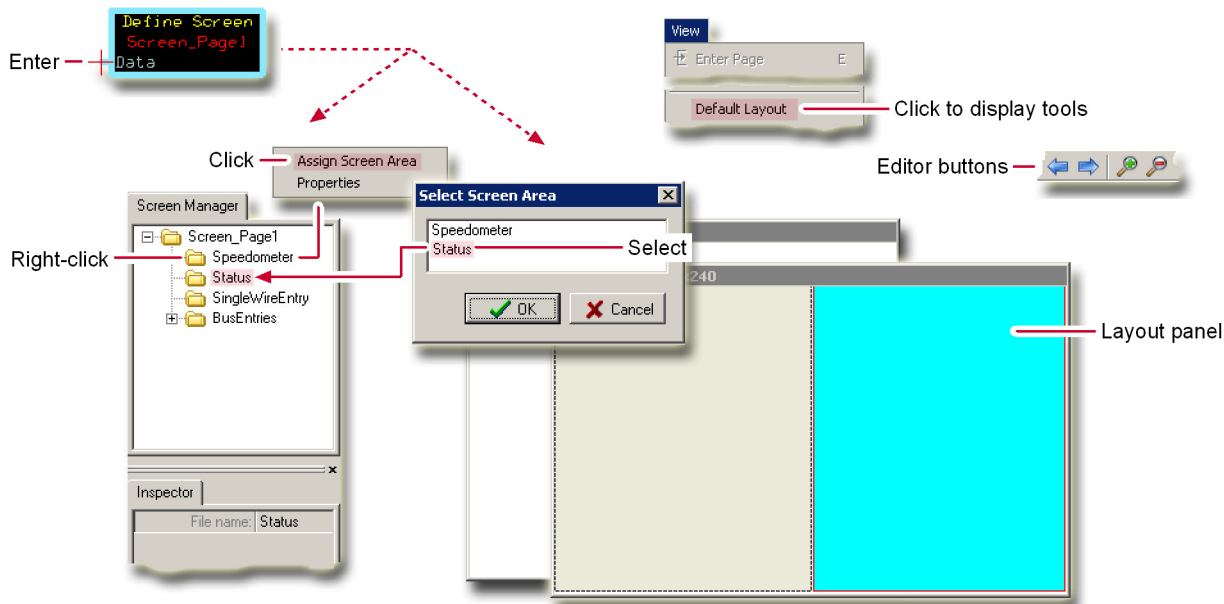 Define Screen
Screen_Page1
Data
Enter
View
Enter Page E
Default Layout
Click to display tools
Editor buttons
Click
Assign Screen Area
Properties
Select Screen Area
Speedometer
Status
Select
OK
Cancel
Screen Manager
Screen_Page1
Right-click
Speedometer
Status
SingleWireEntry
BusEntries
240
Layout panel
Inspector
File name: Status